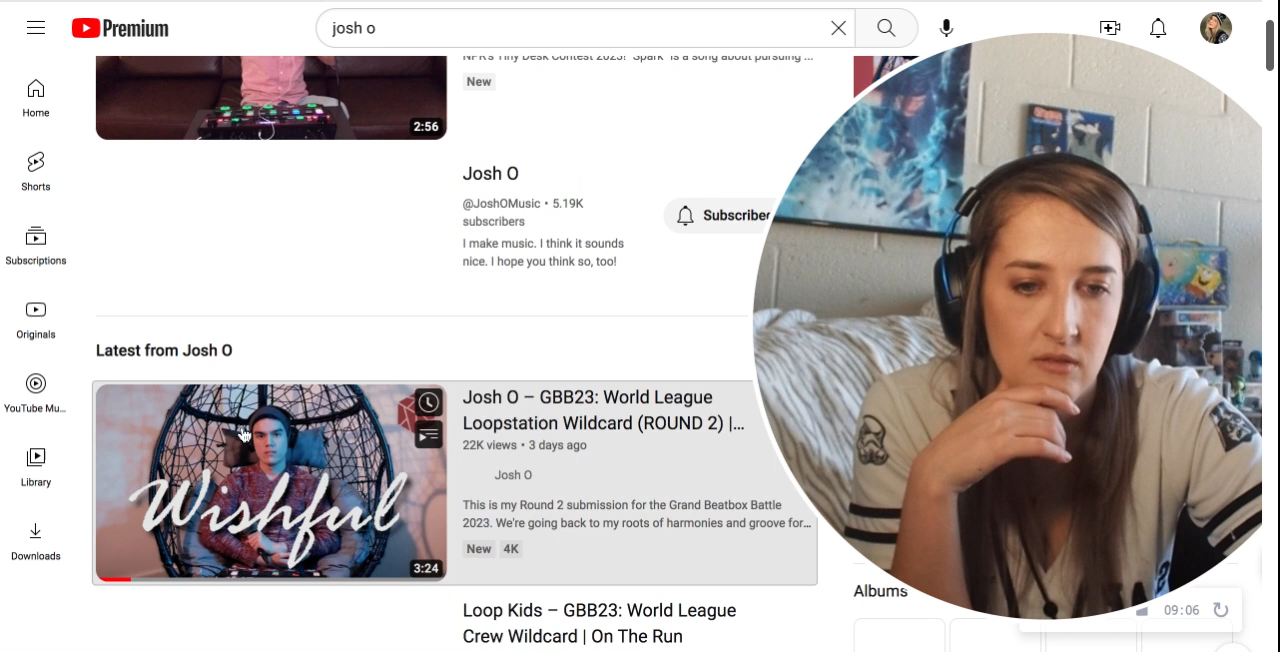 Premium
josh o
Home
Shorts
Subscriptions
Originals
YouTube Mu...
Library
Downloads
NPR's Tiny Desk Contest 2023! "Spark" is a song about pursuing ...
New
2:56
Josh O
@JoshOMusic • 5.19K
subscribers
I make music. I think it sounds
nice. I hope you think so, too!
Subscribe
Latest from Josh O
Wishful
3:24
Josh O – GBB23: World League
Loopstation Wildcard (ROUND 2) |...
22K views • 3 days ago
Josh O
This is my Round 2 submission for the Grand Beatbox Battle
2023. We're going back to my roots of harmonies and groove for...
New 4K
Loop Kids – GBB23: World League
Crew Wildcard | On The Run
Albums
09:06